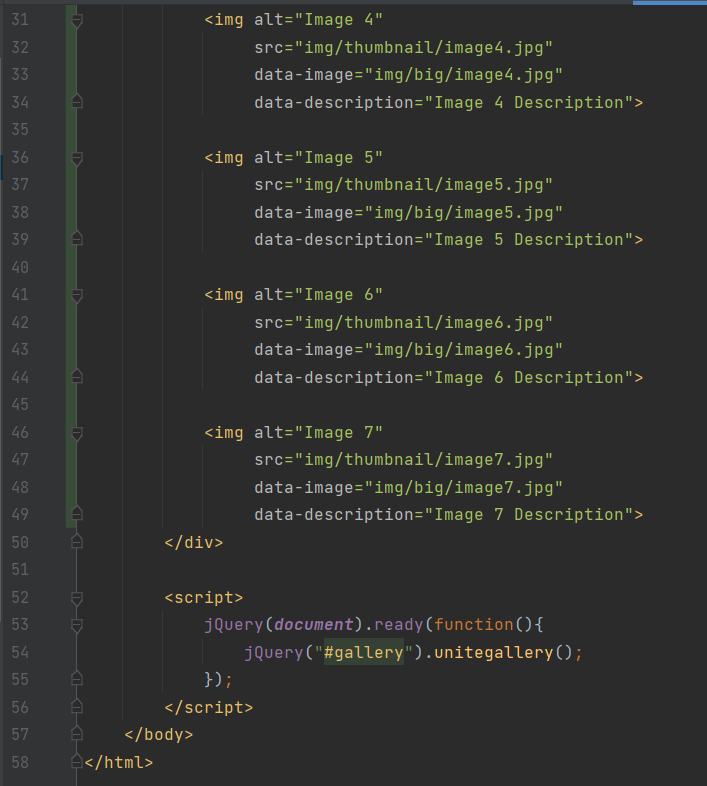 31 <img alt="Image 4"
32 src="img/thumbnail/image4.jpg"
33 data-image="img/big/image4.jpg"
34 data-description="Image 4 Description">
35
36 <img alt="Image 5"
37 src="img/thumbnail/image5.jpg"
38 data-image="img/big/image5.jpg"
39 data-description="Image 5 Description">
40
41 <img alt="Image 6"
42 src="img/thumbnail/image6.jpg"
43 data-image="img/big/image6.jpg"
44 data-description="Image 6 Description">
45
46 <img alt="Image 7"
47 src="img/thumbnail/image7.jpg"
48 data-image="img/big/image7.jpg"
49 data-description="Image 7 Description">
50 </div>
51
52 <script>
53 jQuery(document).ready(function(){
54 jQuery("#gallery").unitegallery();
55 });
56 </script>
57 </body>
58 </html>